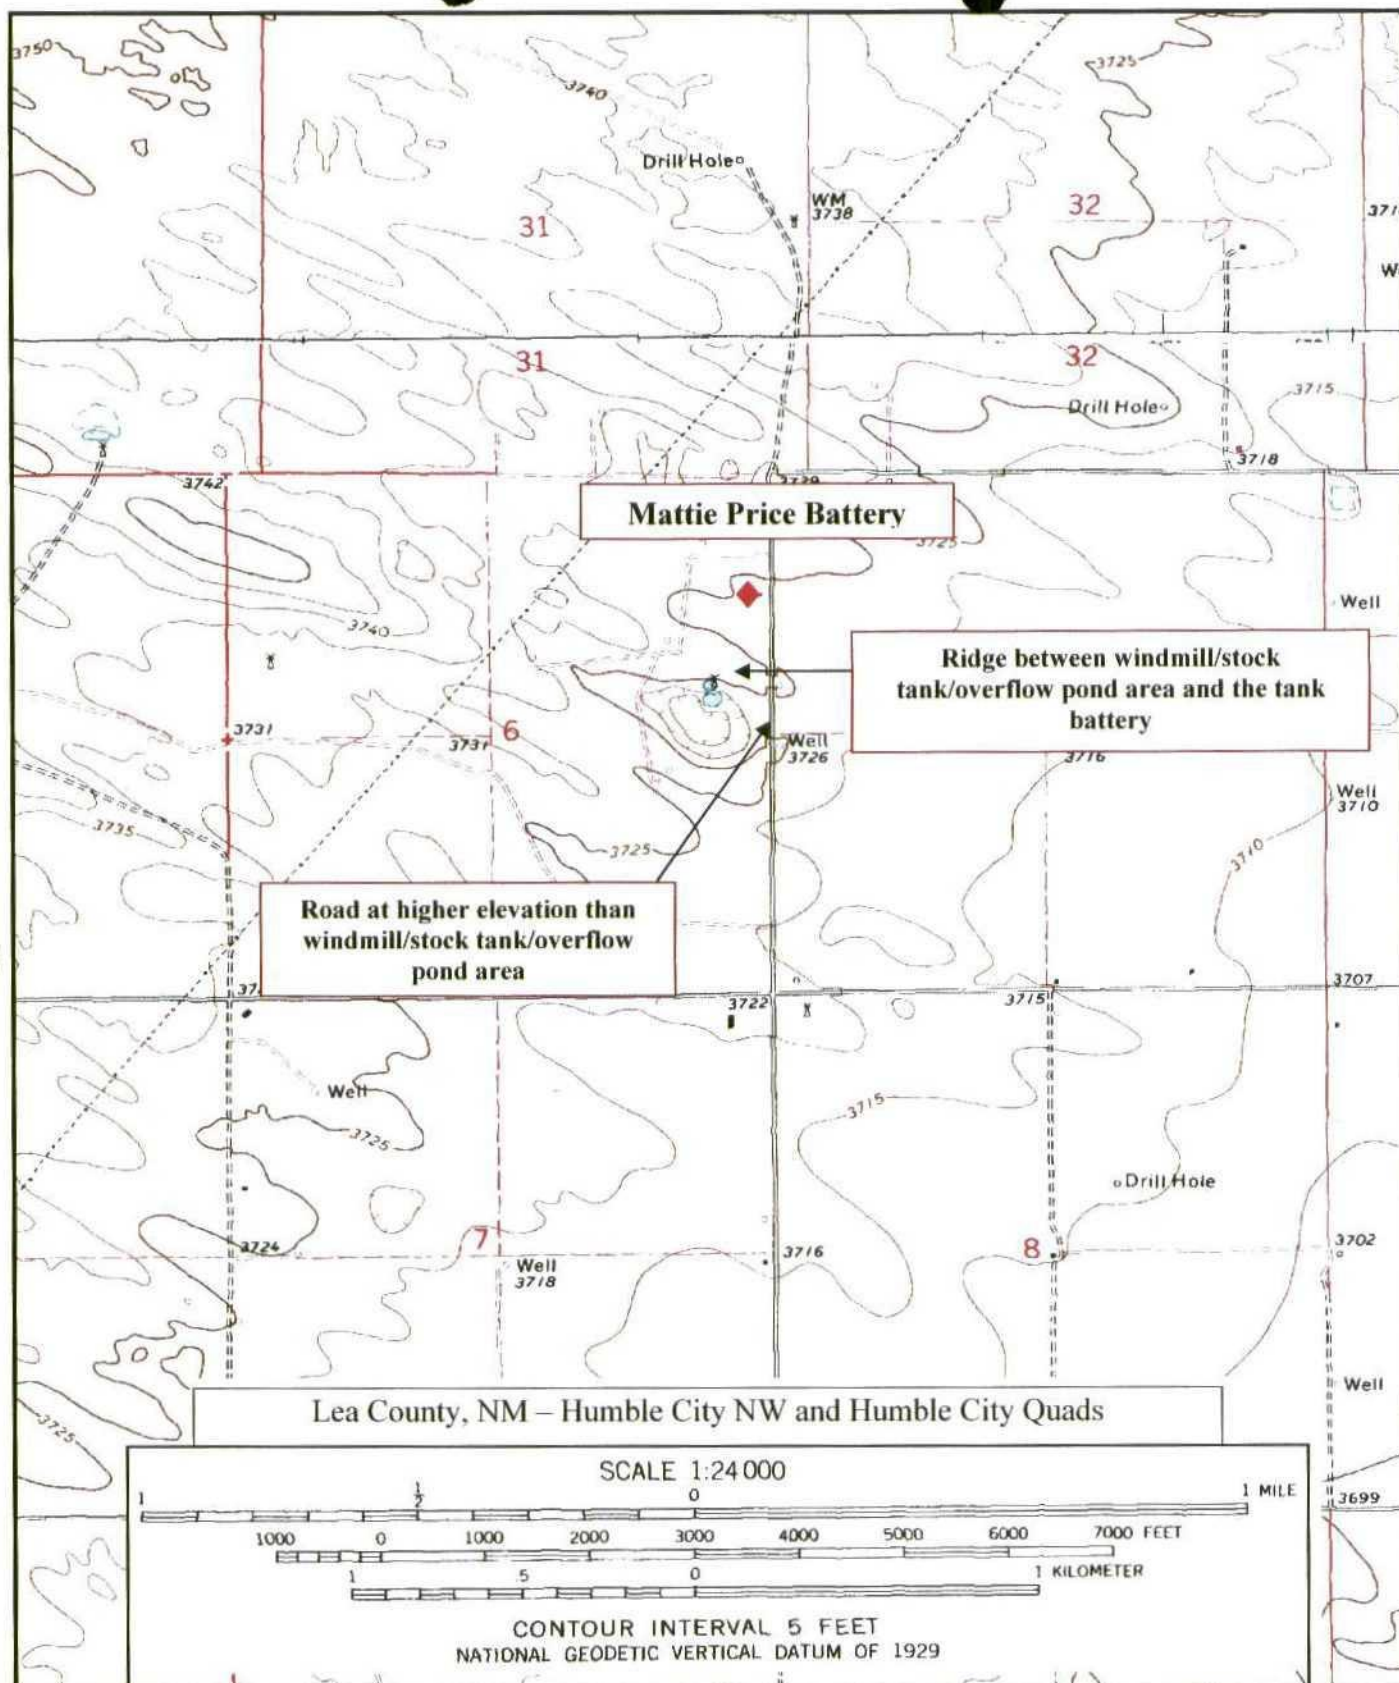 3750
3740
3725
Drill Hole
WM
3738
31
32
31
32
Drill Hole
3715
3718
3742
Mattie Price Battery
3725
Well
3740
Ridge between windmill/stock
tank/overflow pond area and the tank
battery
3731
3731
6
Well
3726
3716
Well
3710
3735
3725
3710
Road at higher elevation than
windmill/stock tank/overflow
pond area
3722
3715
3707
Well
3725
3715
Drill Hole
3724
7
Well
3718
3716
8
3702
Well
3725
Lea County, NM – Humble City NW and Humble City Quads
SCALE 1:24 000
1 1/2 0 1 MILE
3699
1000 0 1000 2000 3000 4000 5000 6000 7000 FEET
1 .5 0 1 KILOMETER
CONTOUR INTERVAL 5 FEET
NATIONAL GEODETIC VERTICAL DATUM OF 1929